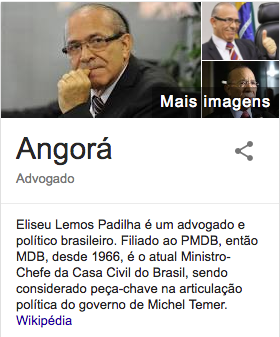 Mais imagens
Angorá
Advogado
Eliseu Lemos Padilha é um advogado e
político brasileiro. Filiado ao PMDB, então
MDB, desde 1966, é o atual Ministro-
Chefe da Casa Civil do Brasil, sendo
considerado peça-chave na articulação
política do governo de Michel Temer.
Wikipédia